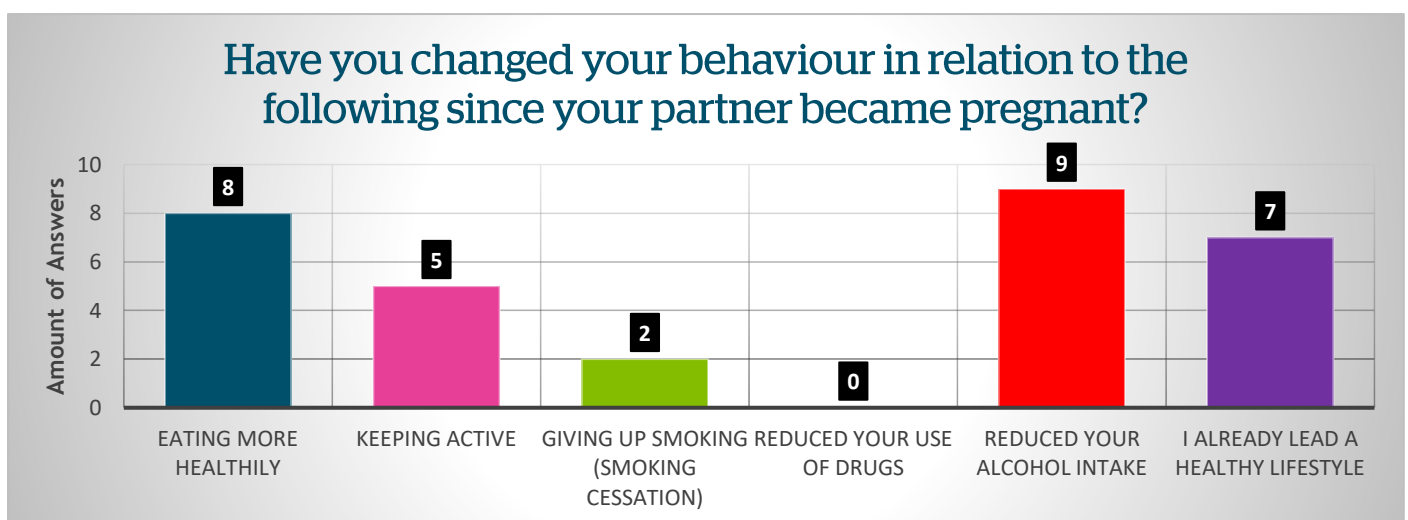 Have you changed your behaviour in relation to the
following since your partner became pregnant?
Amount of Answers
10
8
6
4
2
0
8
5
2
0
9
7
EATING MORE
HEALTHILY
KEEPING ACTIVE
GIVING UP SMOKING
(SMOKING
CESSATION)
REDUCED YOUR USE
OF DRUGS
REDUCED YOUR
ALCOHOL INTAKE
I ALREADY LEAD A
HEALTHY LIFESTYLE